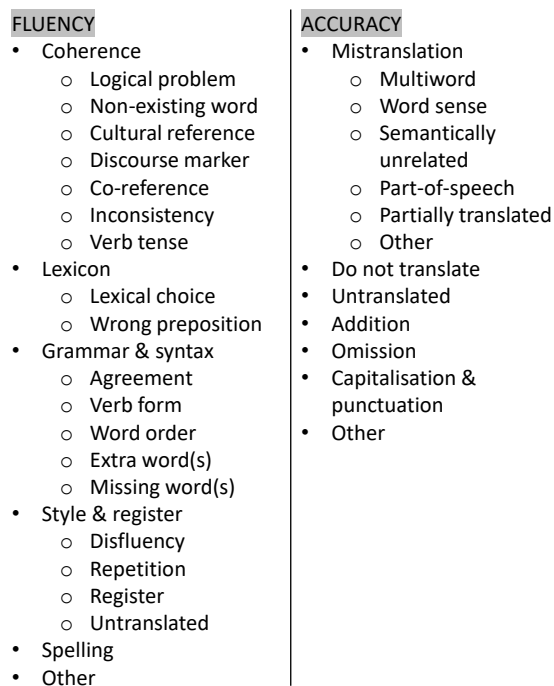 FLUENCY
• Coherence
o Logical problem
o Non-existing word
o Cultural reference
o Discourse marker
o Co-reference
o Inconsistency
o Verb tense
• Lexicon
o Lexical choice
o Wrong preposition
• Grammar & syntax
o Agreement
o Verb form
o Word order
o Extra word(s)
o Missing word(s)
• Style & register
o Disfluency
o Repetition
o Register
o Untranslated
• Spelling
• Other
ACCURACY
• Mistranslation
o Multiword
o Word sense
o Semantically
unrelated
o Part-of-speech
o Partially translated
o Other
• Do not translate
• Untranslated
• Addition
• Omission
• Capitalisation &
punctuation
• Other